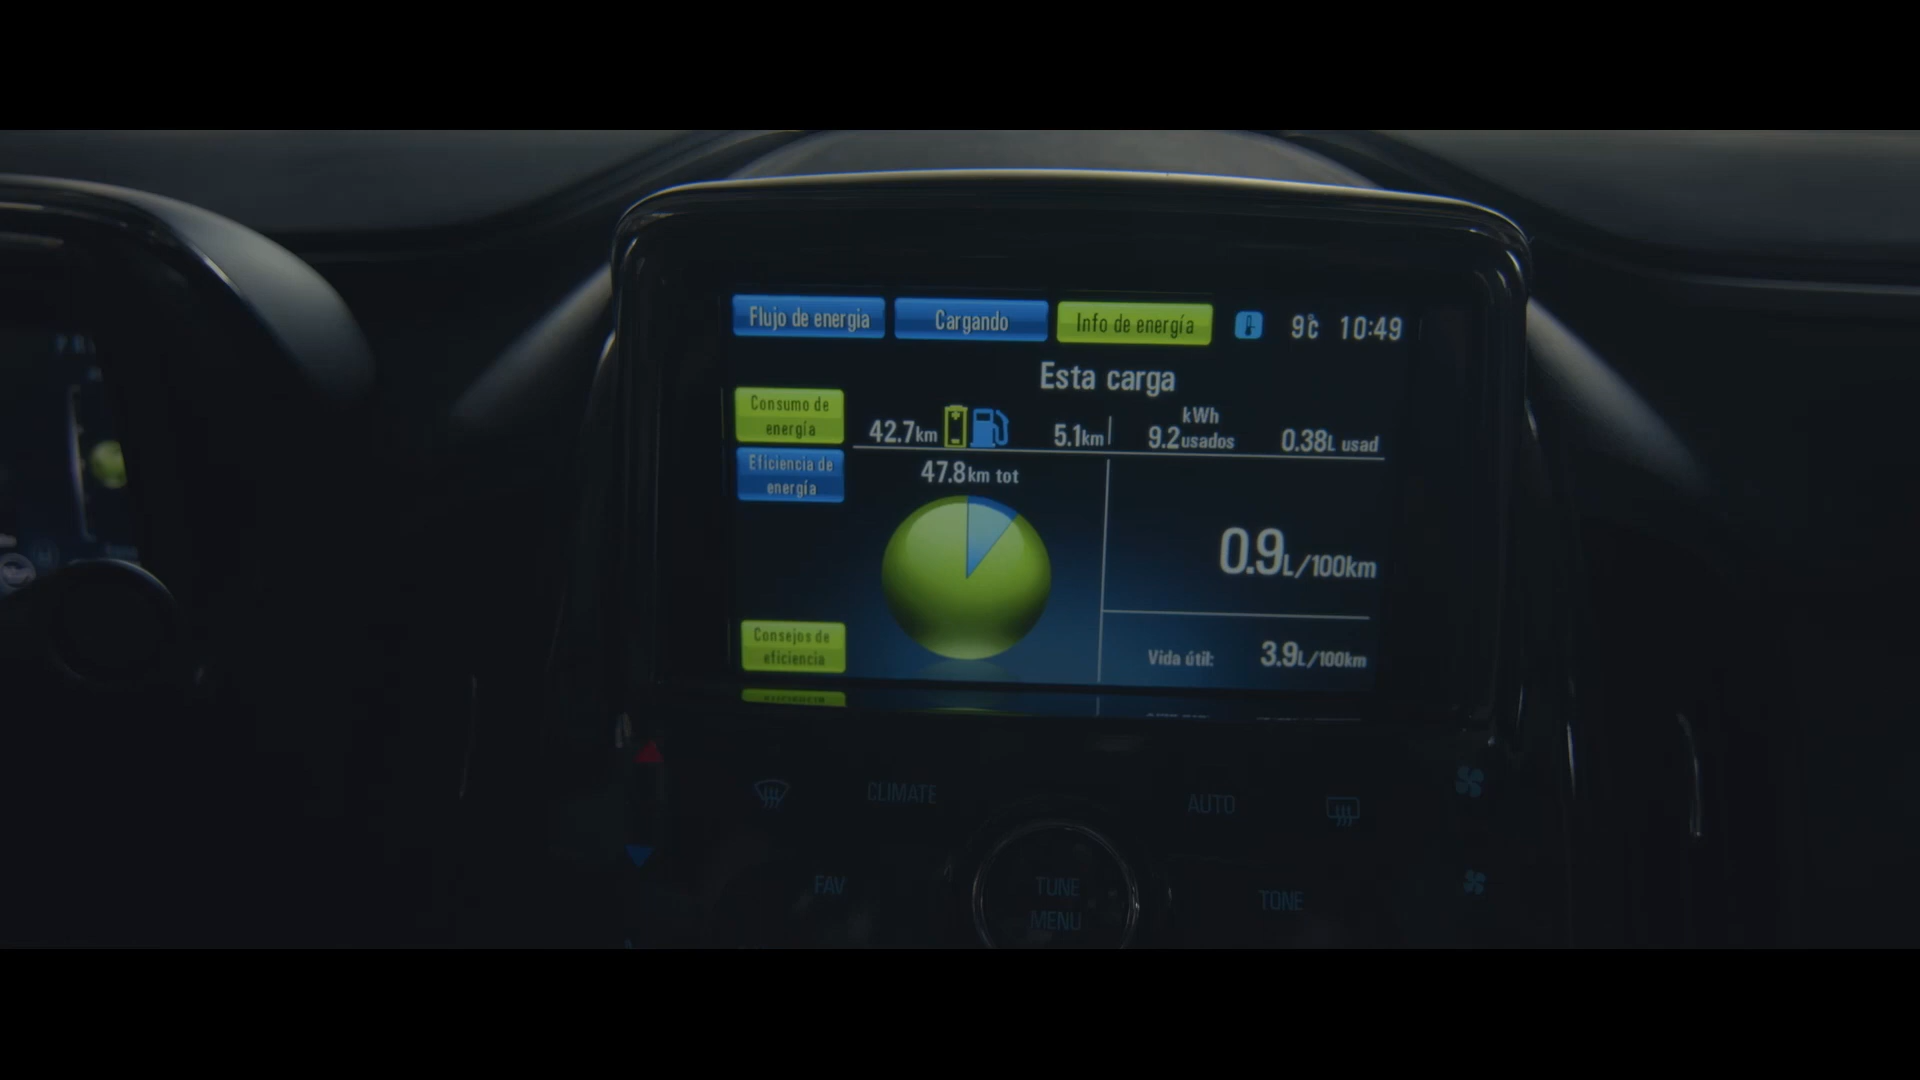 Flujo de energia
Cargando
Info de energía
9°c 10:49
Esta carga
Consumo de
energía
42.7km
5.1km
kWh
9.2usados
0.38L usad
Eficiencia de
energía
47.8km tot
0.9L/100km
Consejos de
eficiencia
Vida útil: 3.9L/100km
CLIMATE
AUTO
FAV
TUNE
MENU
TONE